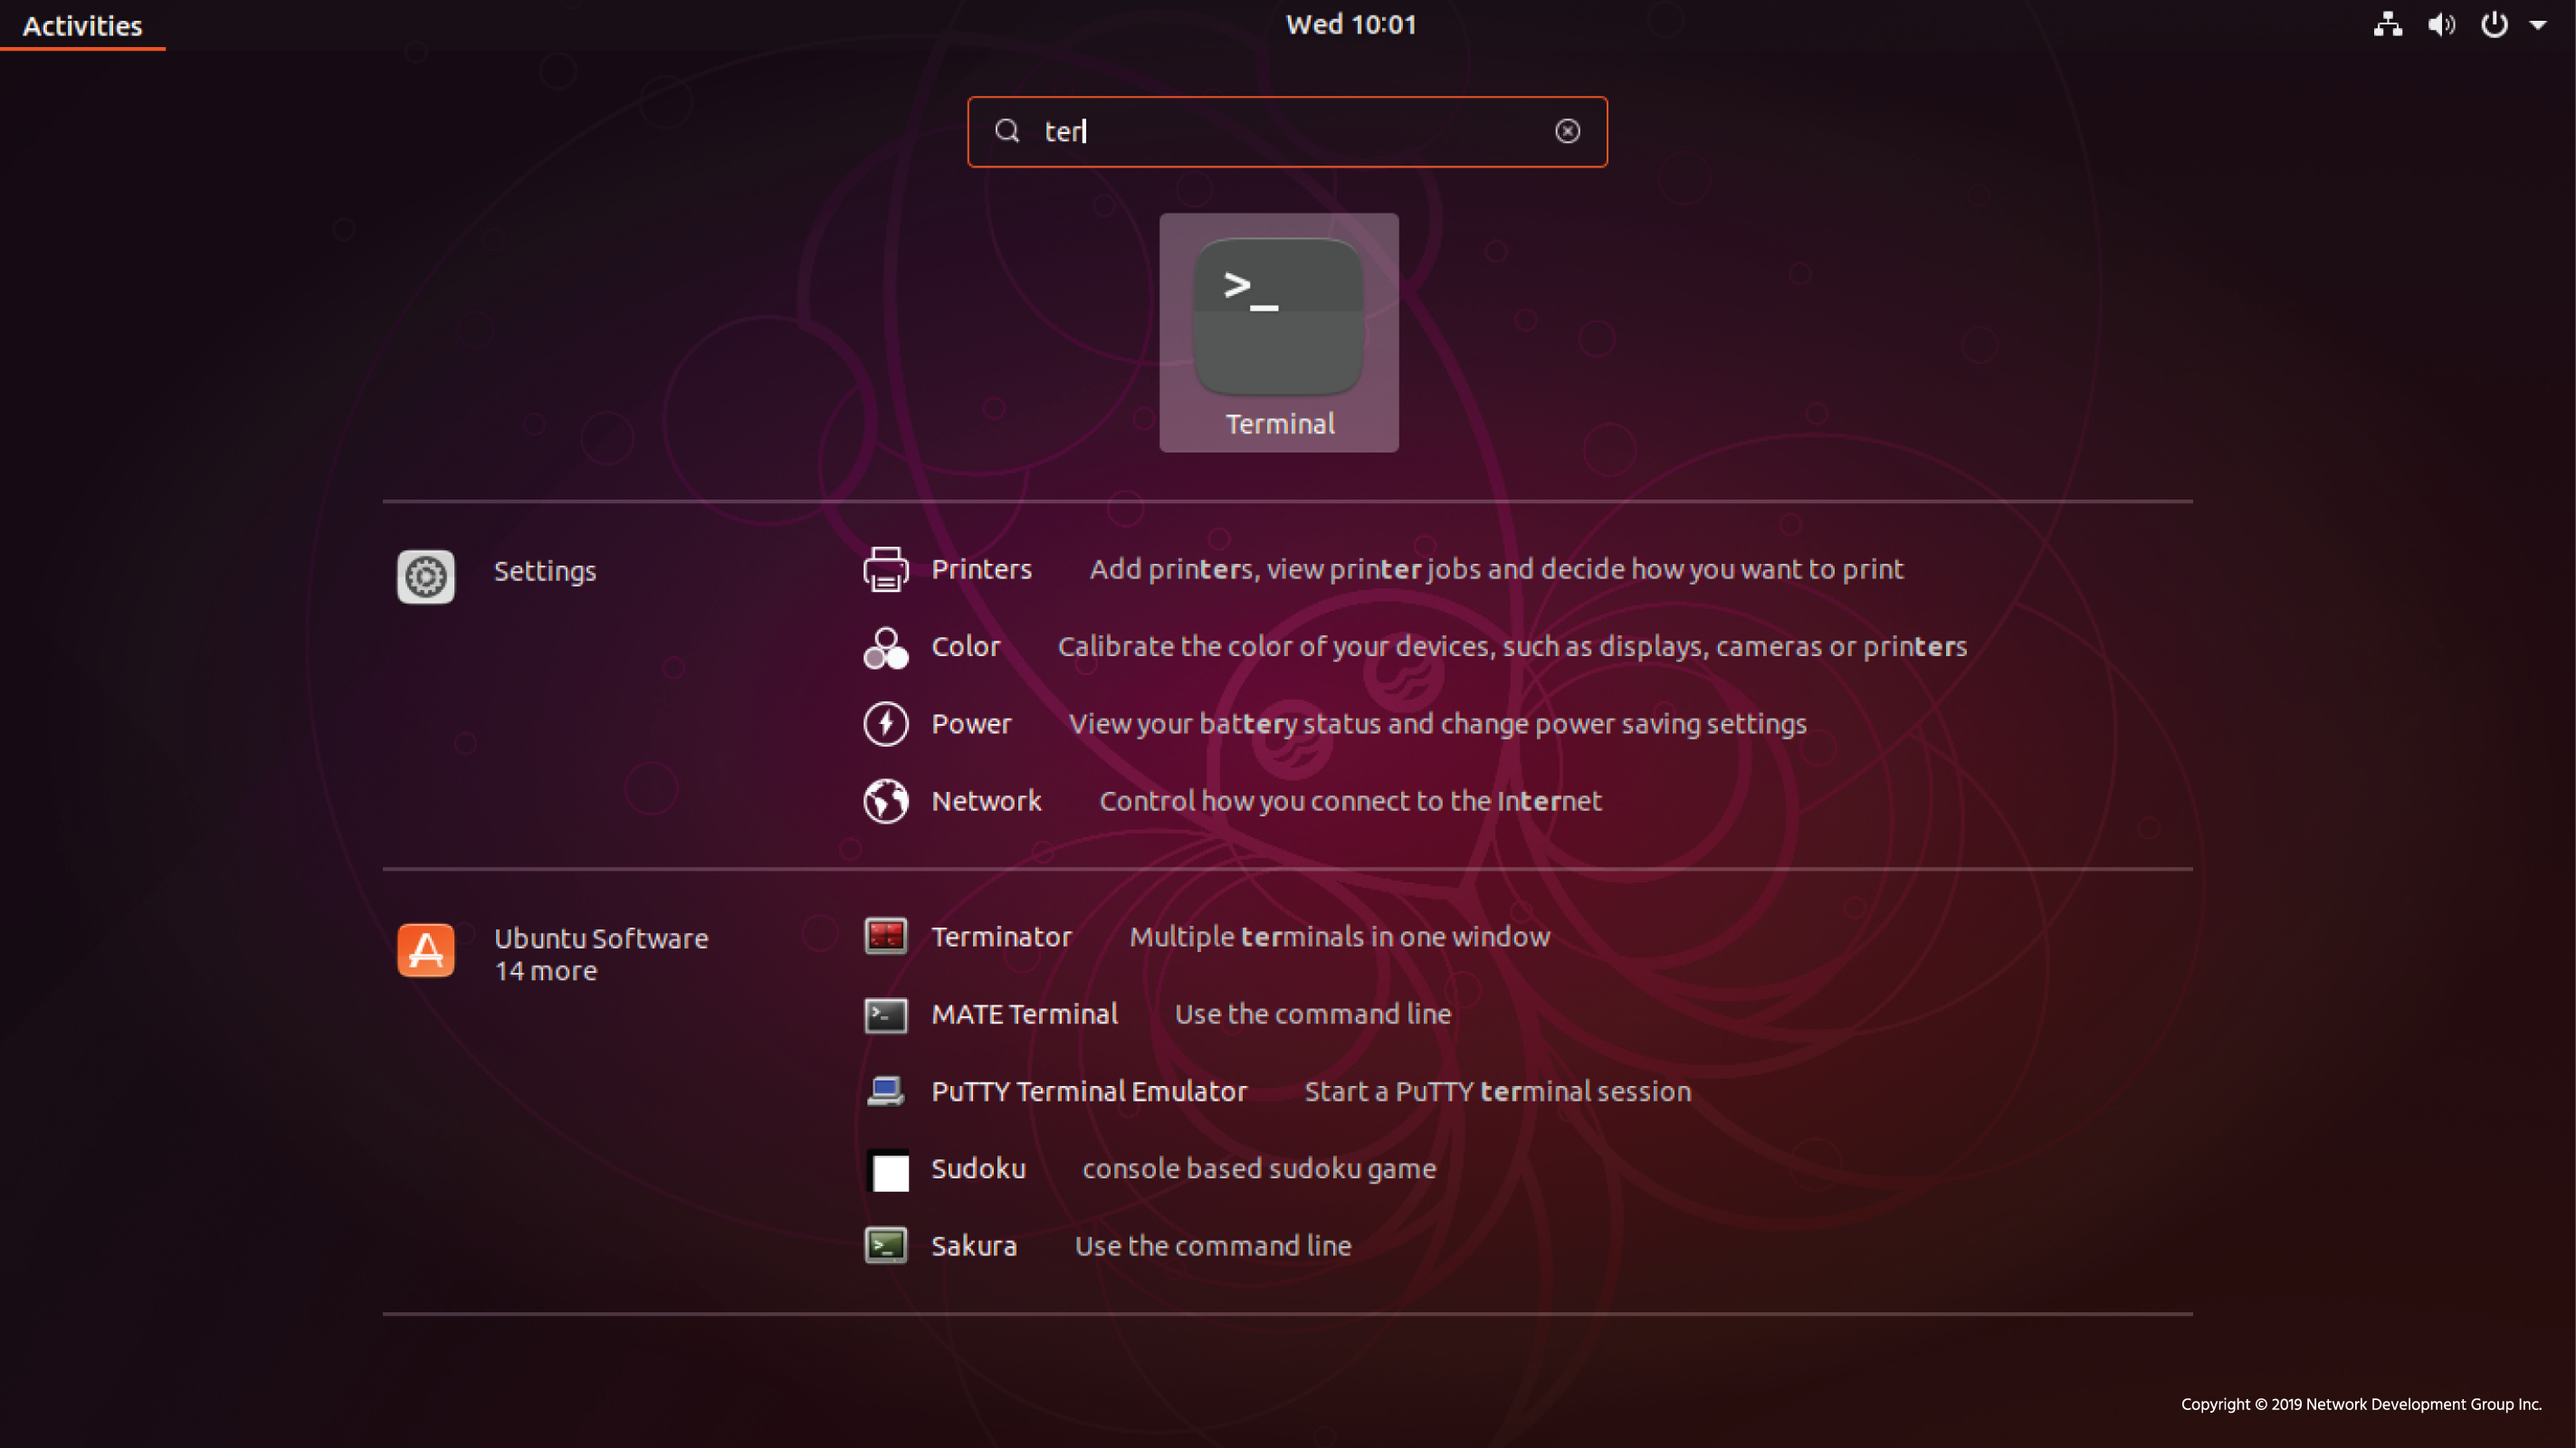 Activities
Wed 10:01
ter
>_
Terminal
Settings
Printers Add printers, view printer jobs and decide how you want to print
Color Calibrate the color of your devices, such as displays, cameras or printers
Power View your battery status and change power saving settings
Network Control how you connect to the Internet
Ubuntu Software
14 more
Terminator Multiple terminals in one window
MATE Terminal Use the command line
PuTTY Terminal Emulator Start a PuTTY terminal session
Sudoku console based sudoku game
Sakura Use the command line
Copyright © 2019 Network Development Group Inc.